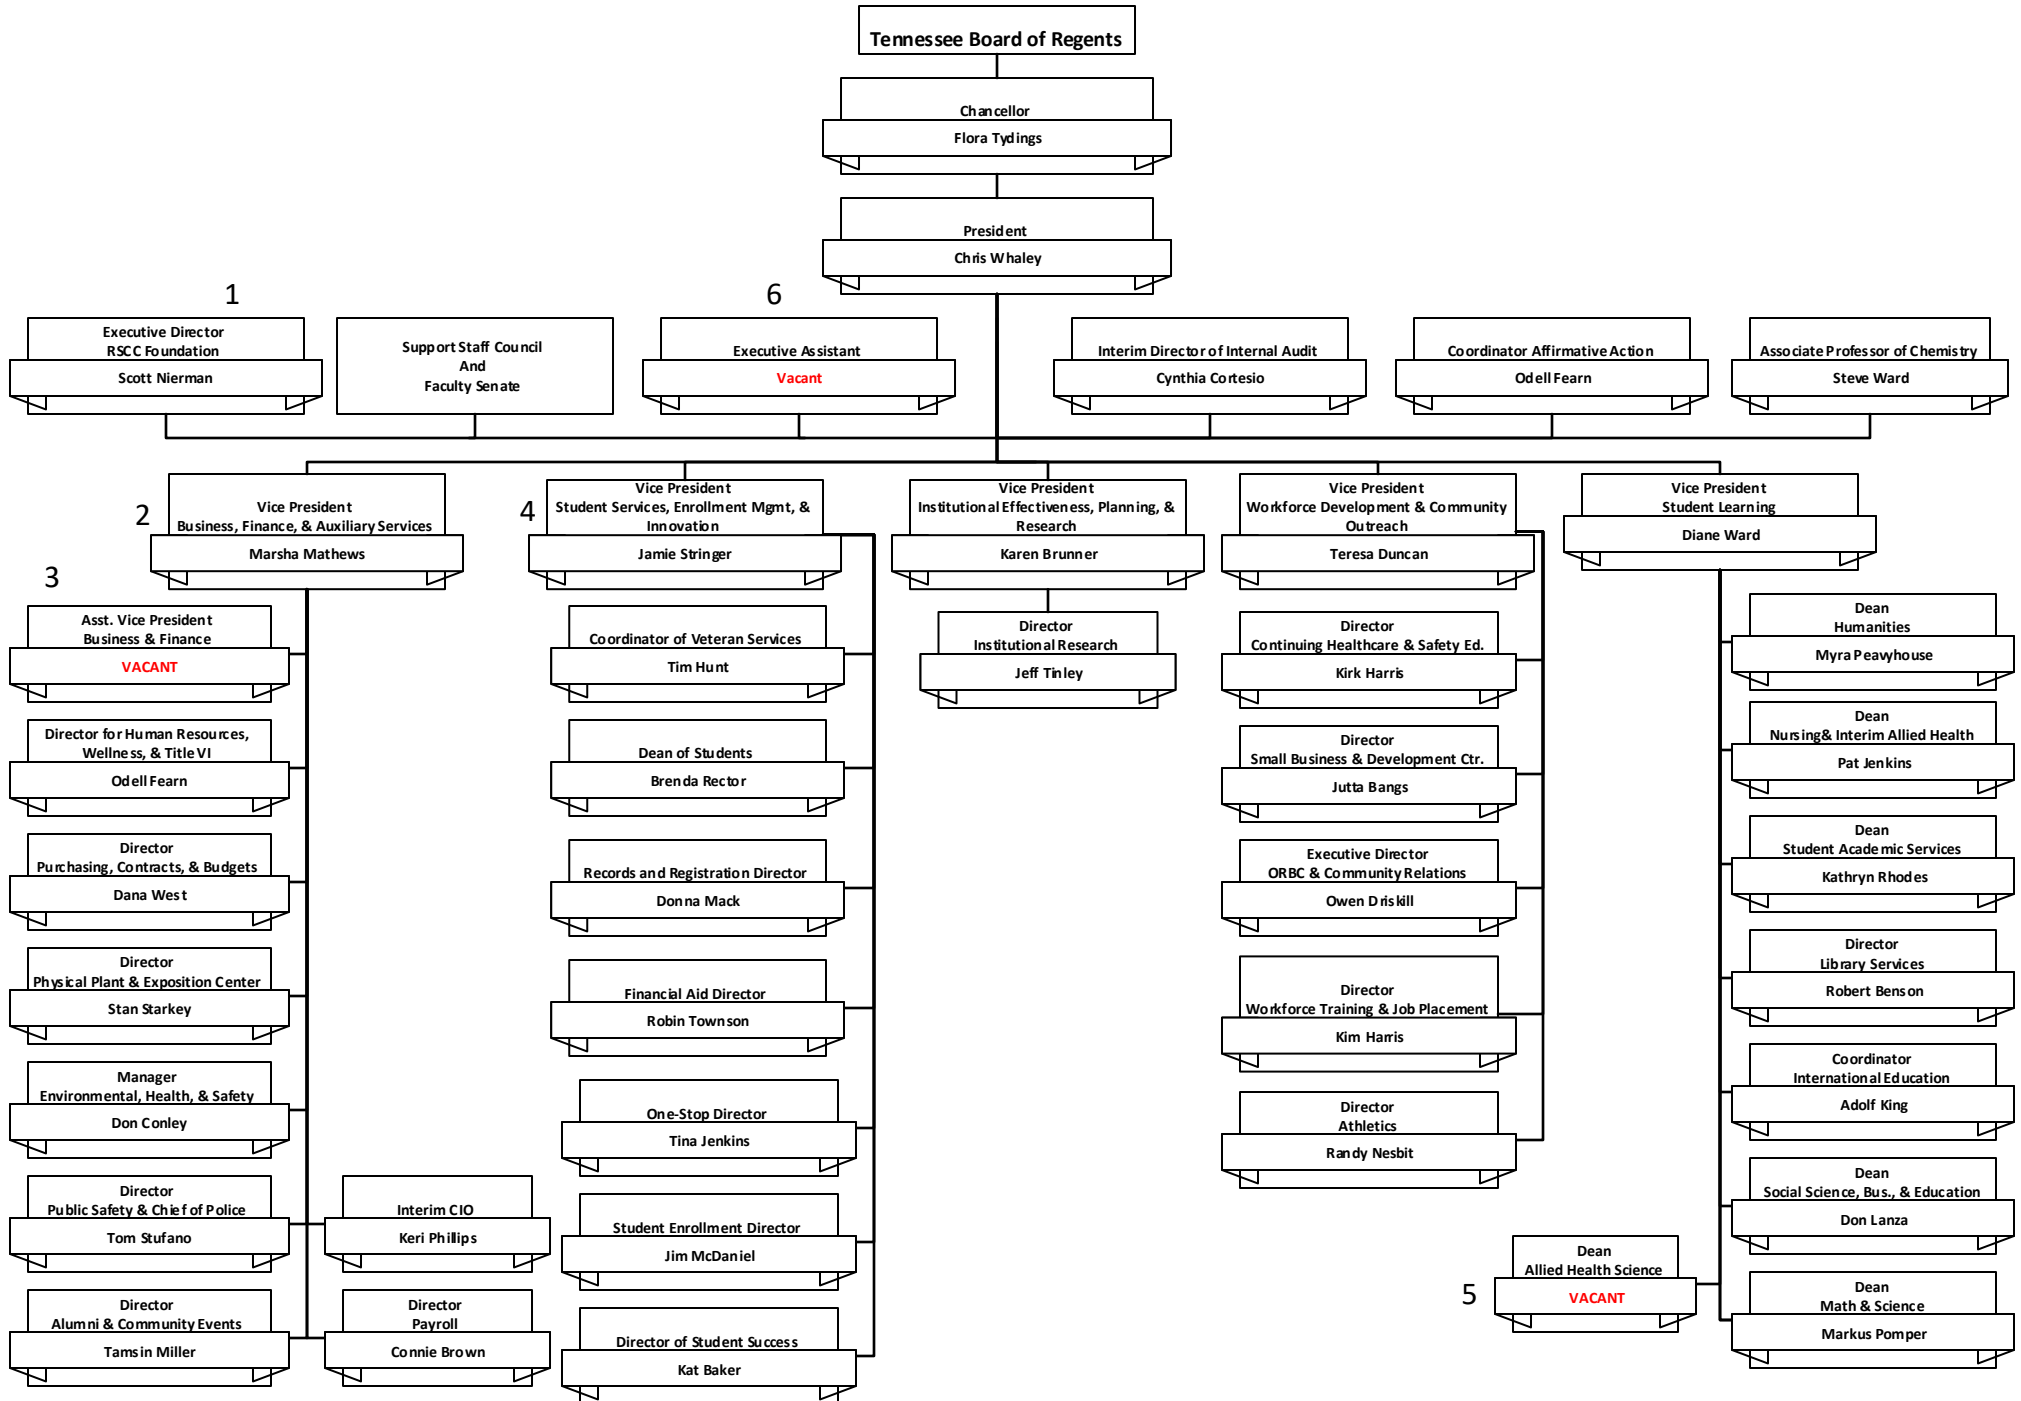 Tennessee Board of Regents
Chancellor
Flora Tydings
President
Chris Whaley
1
6
Executive Director
RSCC Foundation
Scott Nierman
Support Staff Council
And
Faculty Senate
Executive Assistant
Vacant
Interim Director of Internal Audit
Cynthia Cortesio
Coordinator Affirmative Action
Odell Fearn
Associate Professor of Chemistry
Steve Ward
2
Vice President
Business, Finance, & Auxiliary Services
Marsha Mathews
4
Vice President
Student Services, Enrollment Mgmt, &
Innovation
Jamie Stringer
Vice President
Institutional Effectiveness, Planning, &
Research
Karen Brunner
Vice President
Workforce Development & Community
Outreach
Teresa Duncan
Vice President
Student Learning
Diane Ward
3
Asst. Vice President
Business & Finance
VACANT
Director for Human Resources,
Wellness, & Title VI
Odell Fearn
Director
Purchasing, Contracts, & Budgets
Dana West
Director
Physical Plant & Exposition Center
Stan Starkey
Manager
Environmental, Health, & Safety
Don Conley
Director
Public Safety & Chief of Police
Tom Stufano
Director
Alumni & Community Events
Tamsin Miller
Interim CIO
Keri Phillips
Director
Payroll
Connie Brown
Coordinator of Veteran Services
Tim Hunt
Dean of Students
Brenda Rector
Records and Registration Director
Donna Mack
Financial Aid Director
Robin Townson
One-Stop Director
Tina Jenkins
Student Enrollment Director
Jim McDaniel
Director of Student Success
Kat Baker
Director
Institutional Research
Jeff Tinley
Director
Continuing Healthcare & Safety Ed.
Kirk Harris
Director
Small Business & Development Ctr.
Jutta Bangs
Executive Director
ORBC & Community Relations
Owen Driskill
Director
Workforce Training & Job Placement
Kim Harris
Director
Athletics
Randy Nesbit
Dean
Humanities
Myra Peavyhouse
Dean
Nursing& Interim Allied Health
Pat Jenkins
Dean
Student Academic Services
Kathryn Rhodes
Director
Library Services
Robert Benson
Coordinator
International Education
Adolf King
Dean
Social Science, Bus., & Education
Don Lanza
5
Dean
Allied Health Science
VACANT
Dean
Math & Science
Markus Pomper